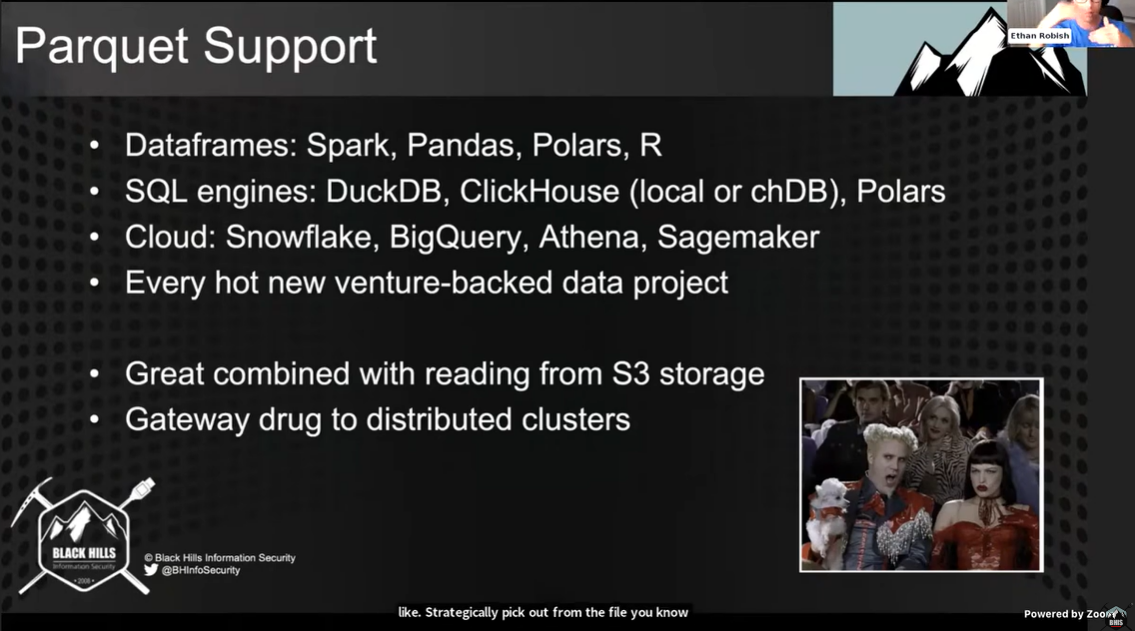 Parquet Support
Ethan Robish
• Dataframes: Spark, Pandas, Polars, R
• SQL engines: DuckDB, ClickHouse (local or chDB), Polars
• Cloud: Snowflake, BigQuery, Athena, Sagemaker
• Every hot new venture-backed data project
• Great combined with reading from S3 storage
• Gateway drug to distributed clusters
BLACK HILLS
Information Security
• 2008 •
© Black Hills Information Security
@BHInfoSecurity
like. Strategically pick out from the file you know
Powered by Zoom
BHIS